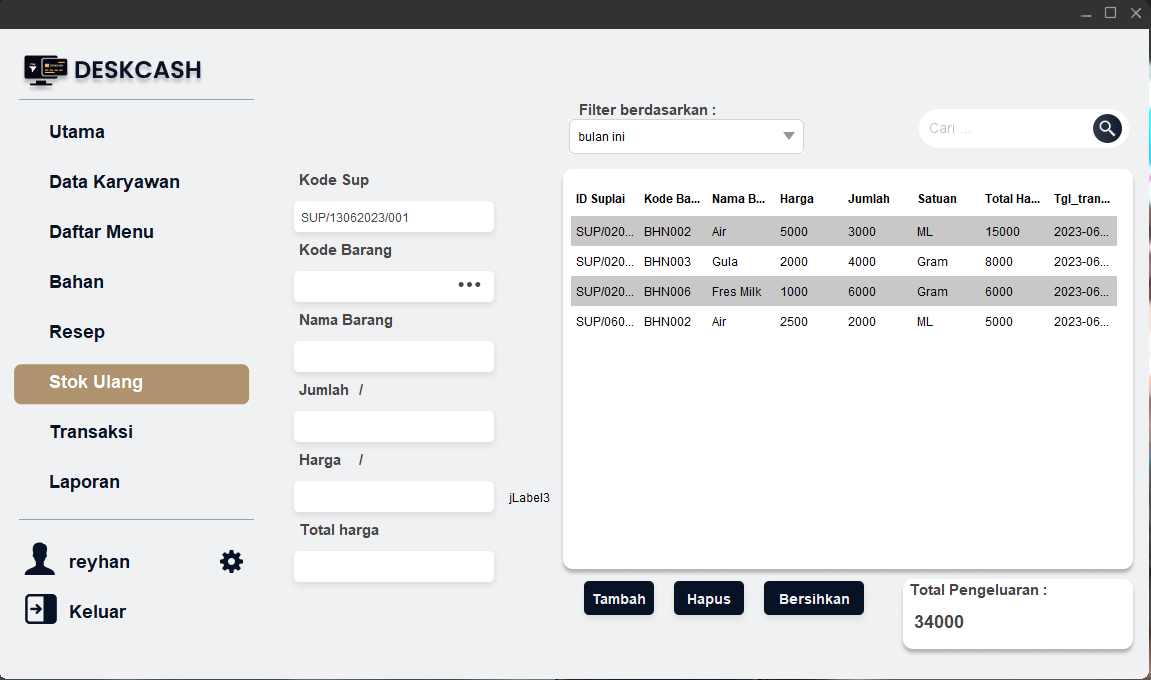 DESKCASH
Utama
Data Karyawan
Daftar Menu
Bahan
Resep
Stok Ulang
Transaksi
Laporan
reyhan
Keluar
Kode Sup
SUP/13062023/001
Kode Barang
•••
Nama Barang
Jumlah /
Harga /
jLabel3
Total harga
Filter berdasarkan :
bulan ini
Cari ...
ID Suplai Kode Ba... Nama B... Harga Jumlah Satuan Total Ha... Tgl_tran...
SUP/020... BHN002 Air 5000 3000 ML 15000 2023-06...
SUP/020... BHN003 Gula 2000 4000 Gram 8000 2023-06...
SUP/020... BHN006 Fres Milk 1000 6000 Gram 6000 2023-06...
SUP/060... BHN002 Air 2500 2000 ML 5000 2023-06...
Tambah Hapus Bersihkan
Total Pengeluaran :
34000